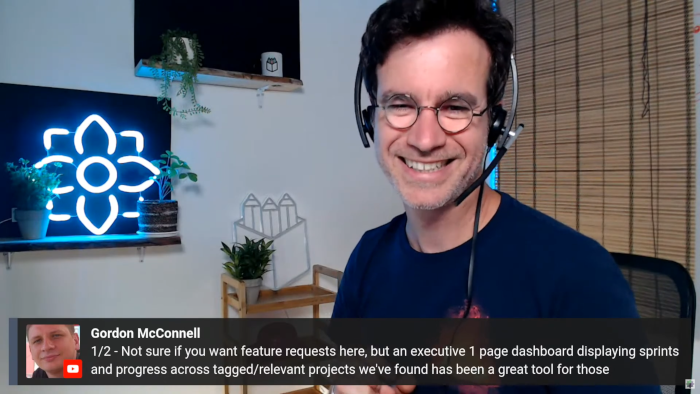 Gordon McConnell
1/2 - Not sure if you want feature requests here, but an executive 1 page dashboard displaying sprints
and progress across tagged/relevant projects we've found has been a great tool for those